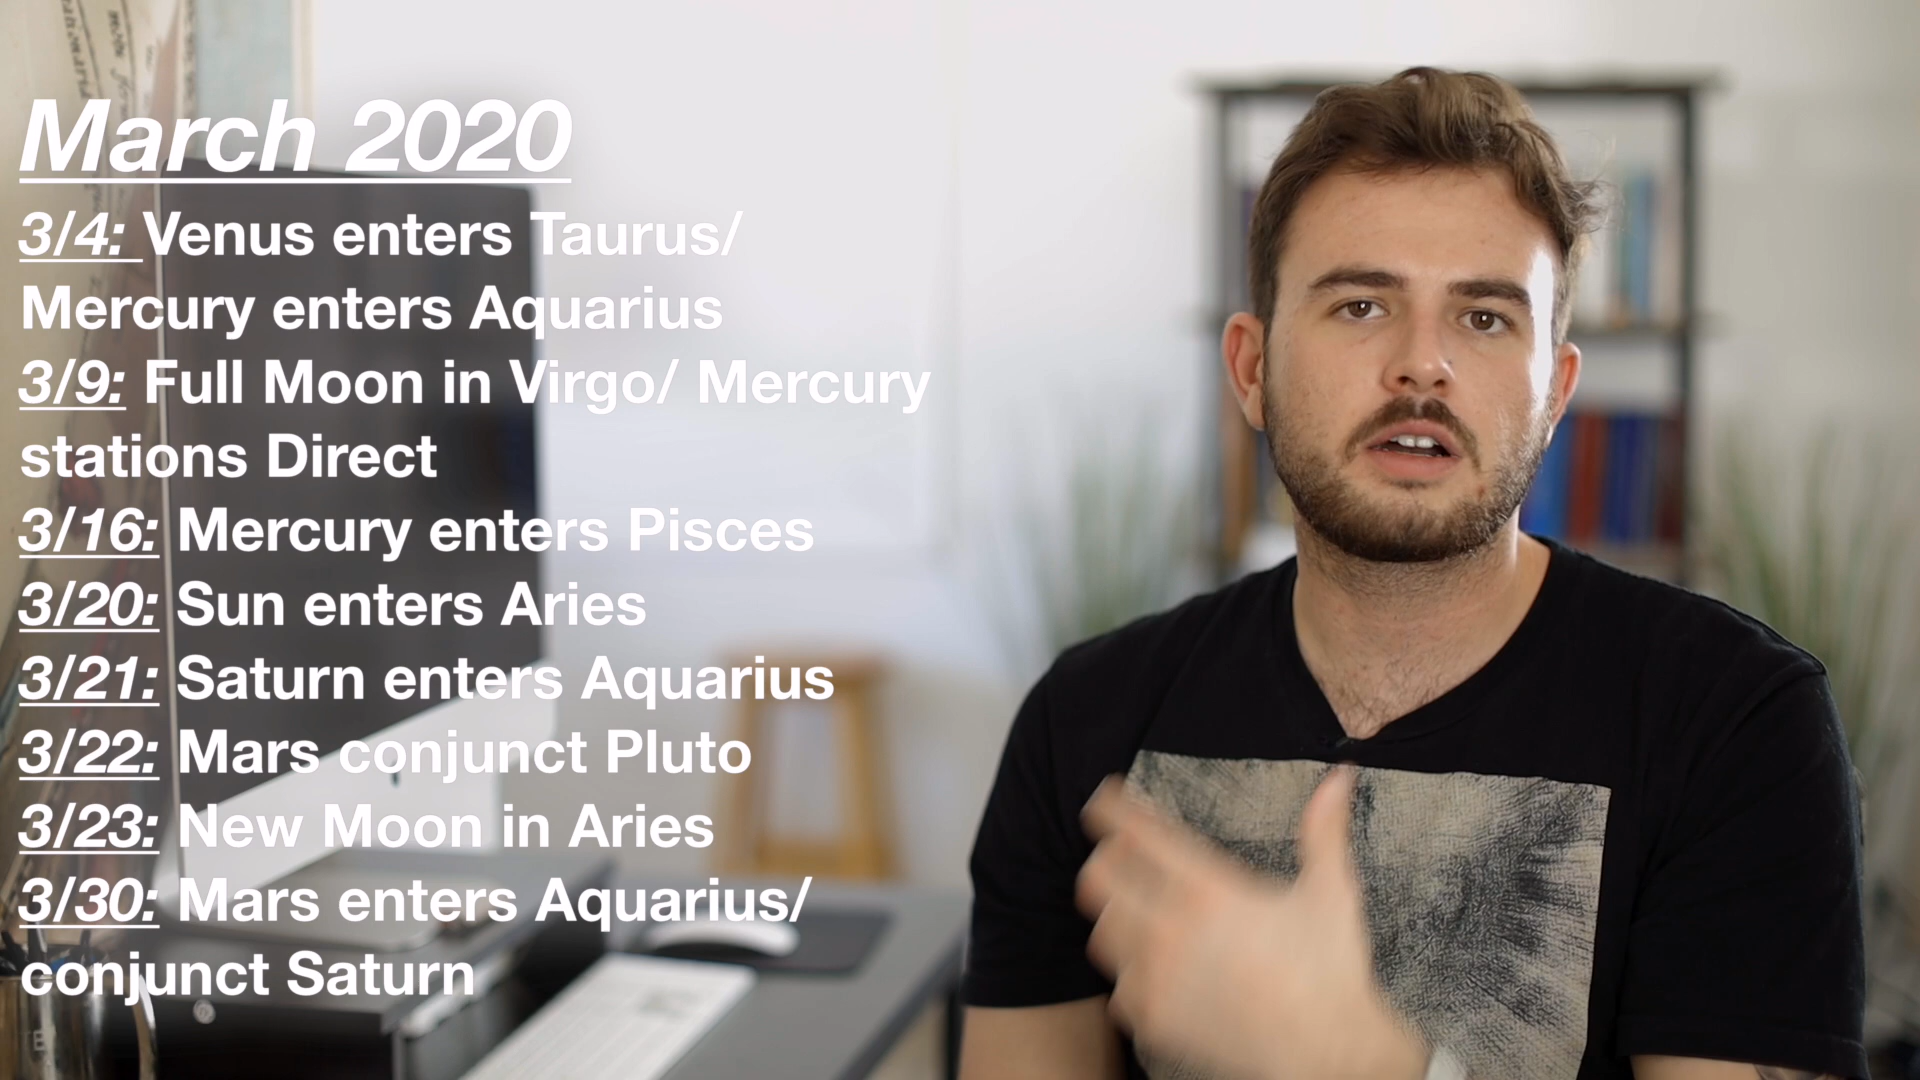 March 2020
3/4: Venus enters Taurus/
Mercury enters Aquarius
3/9: Full Moon in Virgo/ Mercury
stations Direct
3/16: Mercury enters Pisces
3/20: Sun enters Aries
3/21: Saturn enters Aquarius
3/22: Mars conjunct Pluto
3/23: New Moon in Aries
3/30: Mars enters Aquarius/
conjunct Saturn